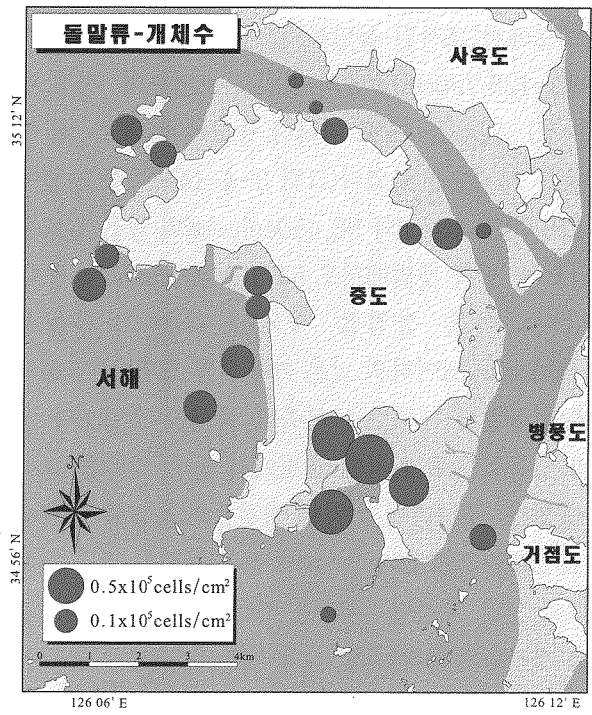 돌말류-개체수
사옥도
35 12' N
중도
서해
병풍도
N
34 56' N
거점도
0.5x10⁵cells/cm²
0.1x10⁵cells/cm²
0 1 2 3 4km
126 06' E 126 12' E